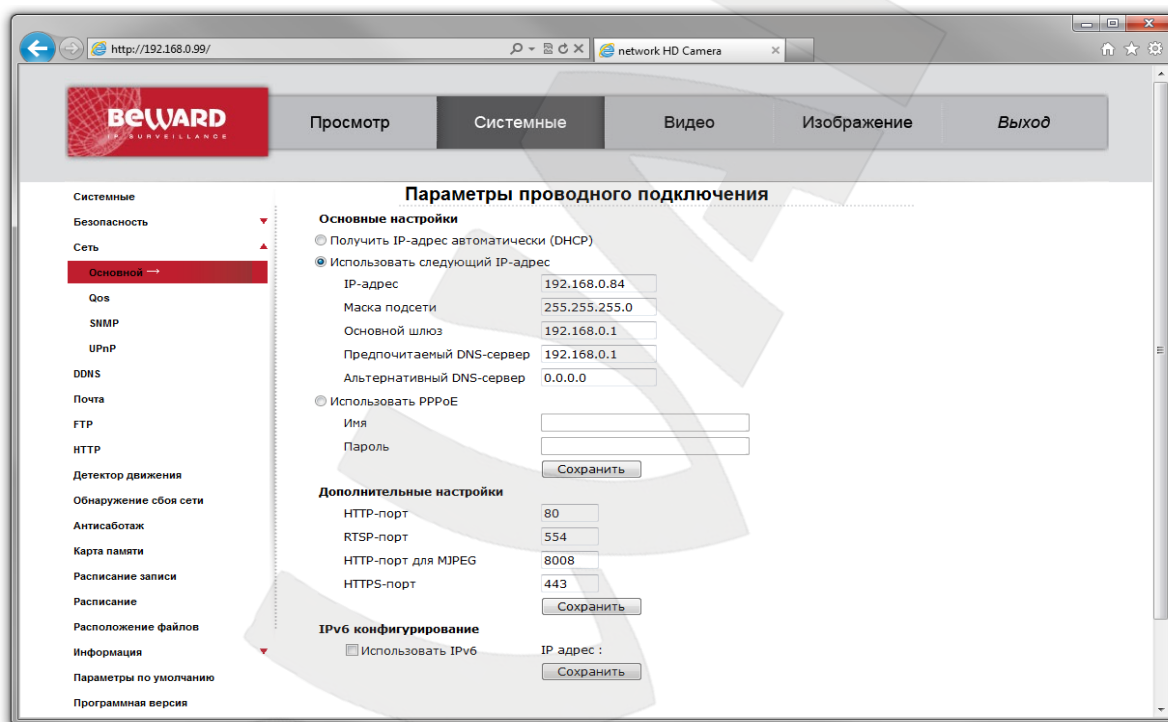 http://192.168.0.99/
network HD Camera
BEWARD
IP SURVEILLANCE
Просмотр
Системные
Видео
Изображение
Выход
Системные
Безопасность
Сеть
Основной →
Qos
SNMP
UPnP
DDNS
Почта
FTP
HTTP
Детектор движения
Обнаружение сбоя сети
Антисаботаж
Карта памяти
Расписание записи
Расписание
Расположение файлов
Информация
Параметры по умолчанию
Программная версия
Параметры проводного подключения
Основные настройки
Получить IP-адрес автоматически (DHCP)
Использовать следующий IP-адрес
IP-адрес 192.168.0.84
Маска подсети 255.255.255.0
Основной шлюз 192.168.0.1
Предпочитаемый DNS-сервер 192.168.0.1
Альтернативный DNS-сервер 0.0.0.0
Использовать PPPoE
Имя
Пароль
Сохранить
Дополнительные настройки
HTTP-порт 80
RTSP-порт 554
HTTP-порт для MJPEG 8008
HTTPS-порт 443
Сохранить
IPv6 конфигурирование
Использовать IPv6 IP адрес :
Сохранить